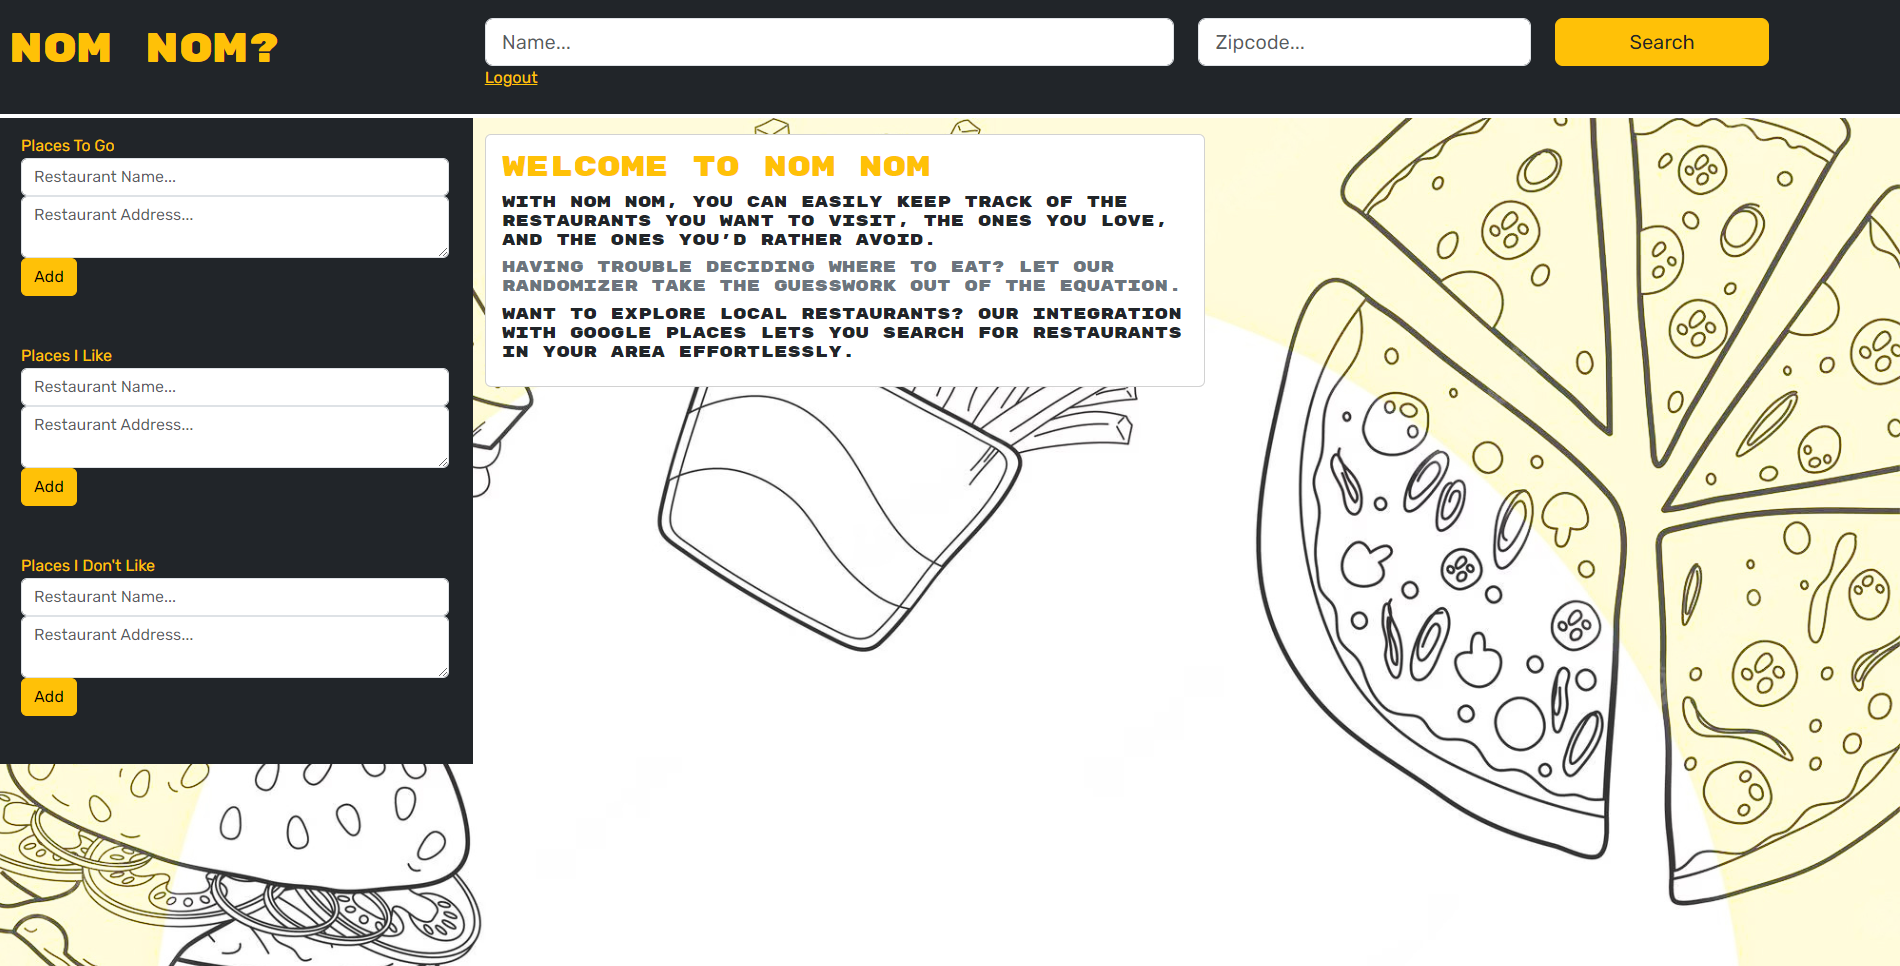 NOM NOM?
Name...
Zipcode...
Search
Logout
Places To Go
Restaurant Name...
Restaurant Address...
Add
Places I Like
Restaurant Name...
Restaurant Address...
Add
Places I Don't Like
Restaurant Name...
Restaurant Address...
Add
WELCOME TO NOM NOM
WITH NOM NOM, YOU CAN EASILY KEEP TRACK OF THE
RESTAURANTS YOU WANT TO VISIT, THE ONES YOU LOVE,
AND THE ONES YOU’D RATHER AVOID.
HAVING TROUBLE DECIDING WHERE TO EAT? LET OUR
RANDOMIZER TAKE THE GUESSWORK OUT OF THE EQUATION.
WANT TO EXPLORE LOCAL RESTAURANTS? OUR INTEGRATION
WITH GOOGLE PLACES LETS YOU SEARCH FOR RESTAURANTS
IN YOUR AREA EFFORTLESSLY.